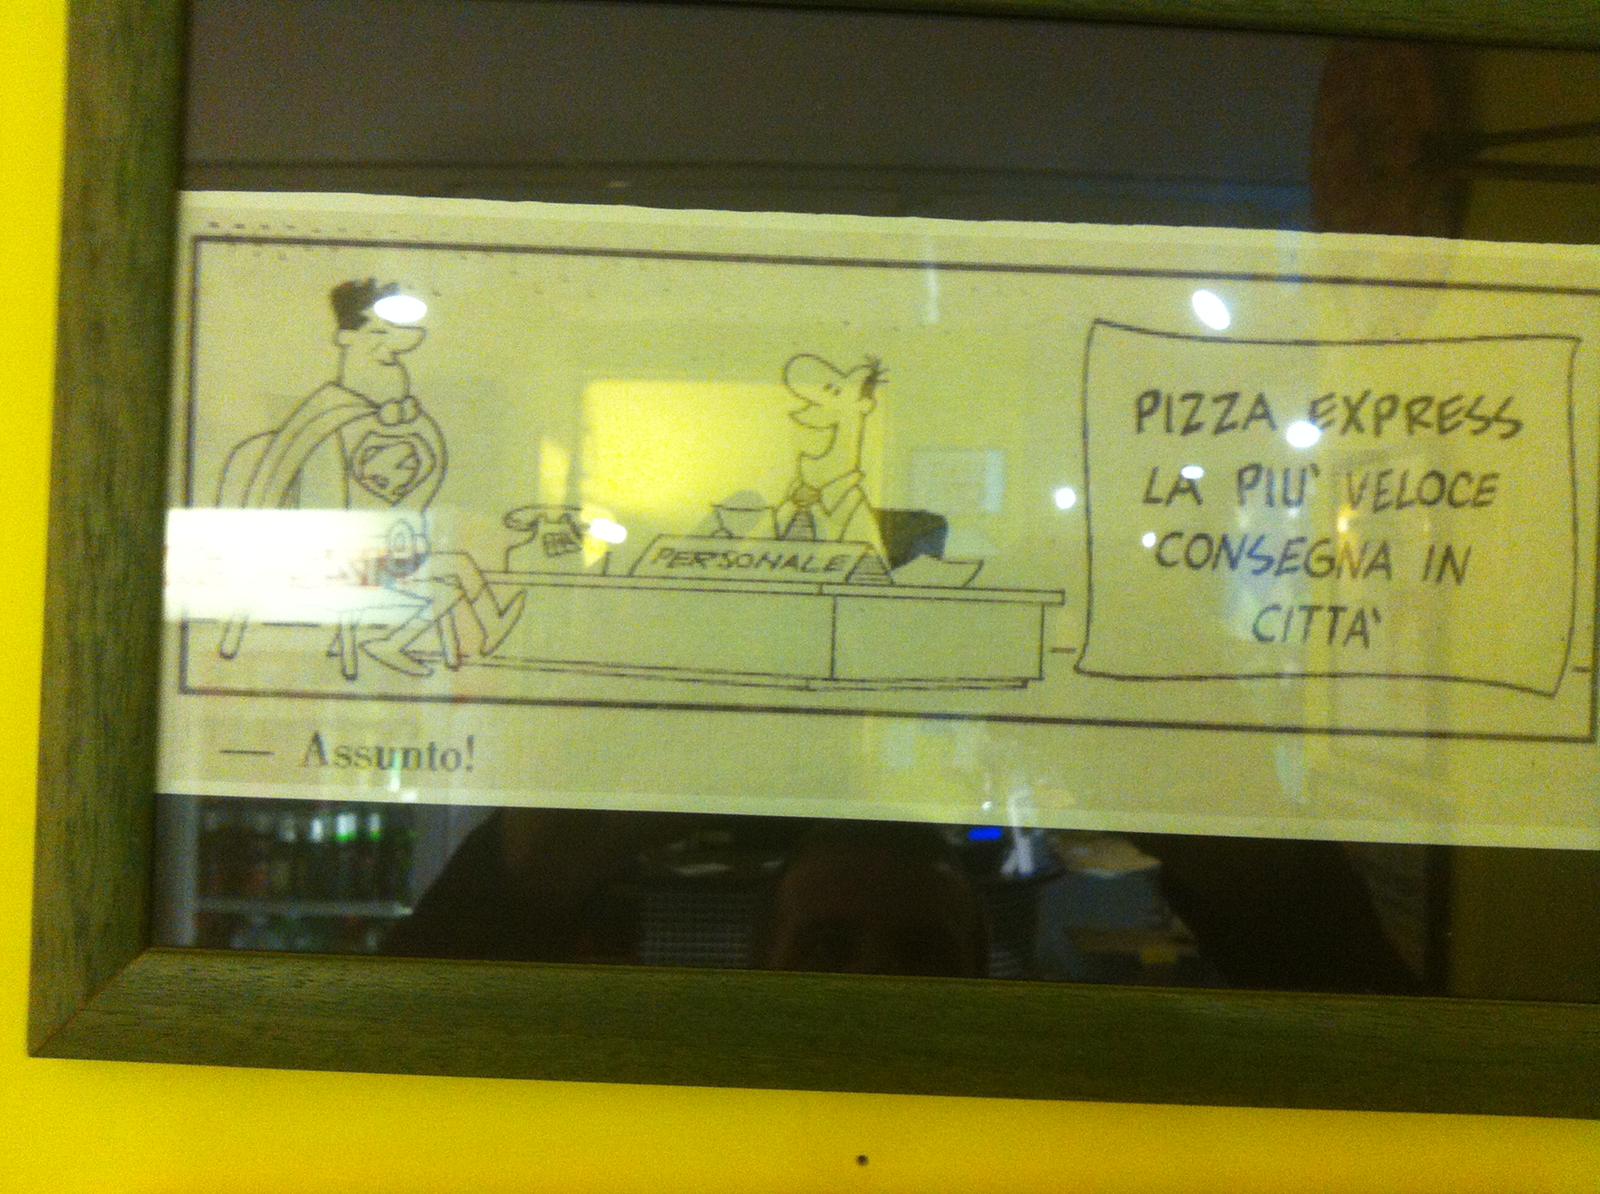 PERSONALE
PIZZA EXPRESS
LA PIU' VELOCE
CONSEGNA IN
CITTA'
— Assunto!